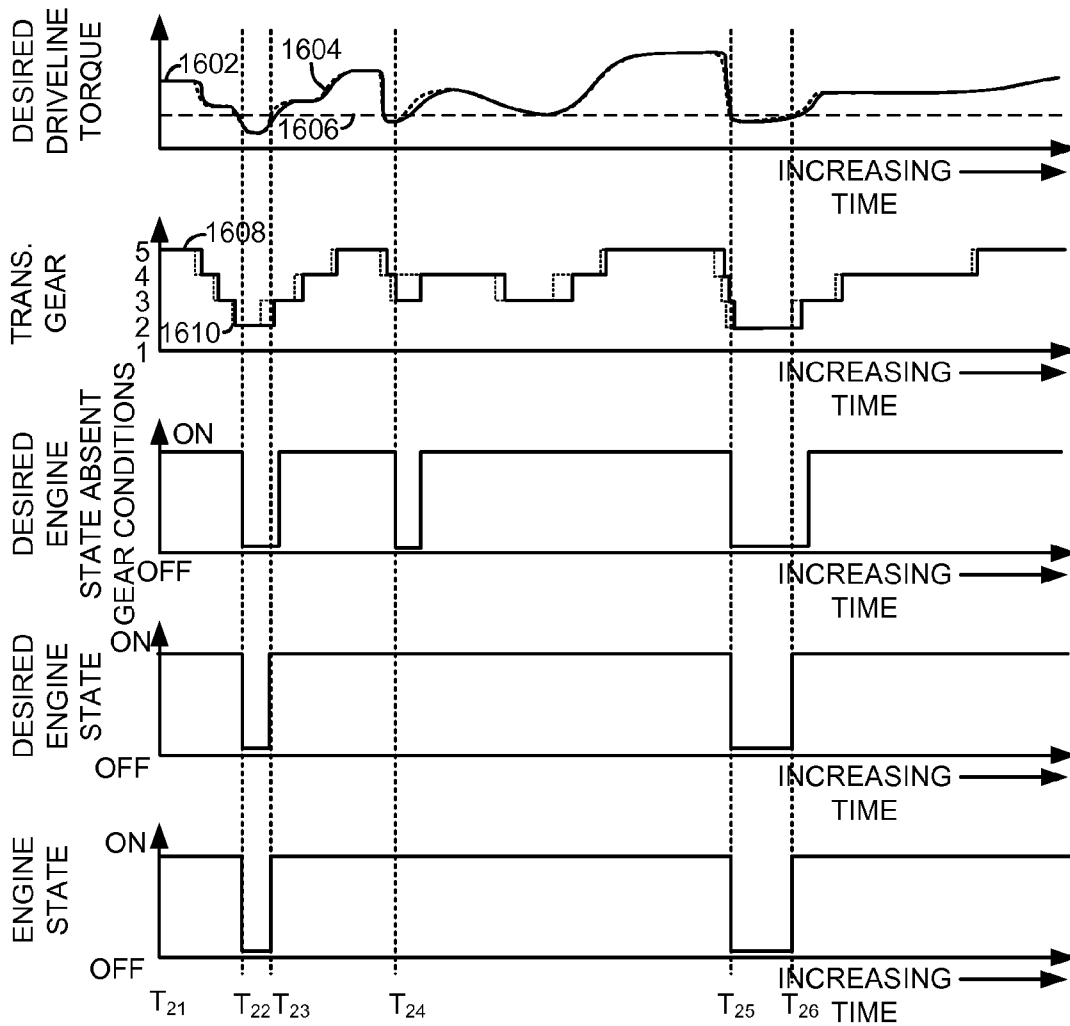 DESIRED
DRIVELINE
TORQUE
1602
1604
1606
INCREASING
TIME
TRANS.
GEAR
5
4
3
2
1
1608
1610
INCREASING
TIME
DESIRED
ENGINE
STATE ABSENT
GEAR CONDITIONS
ON
OFF
INCREASING
TIME
DESIRED
ENGINE
STATE
ON
OFF
INCREASING
TIME
ENGINE
STATE
ON
OFF
INCREASING
TIME
T21 T22 T23 T24 T25 T26